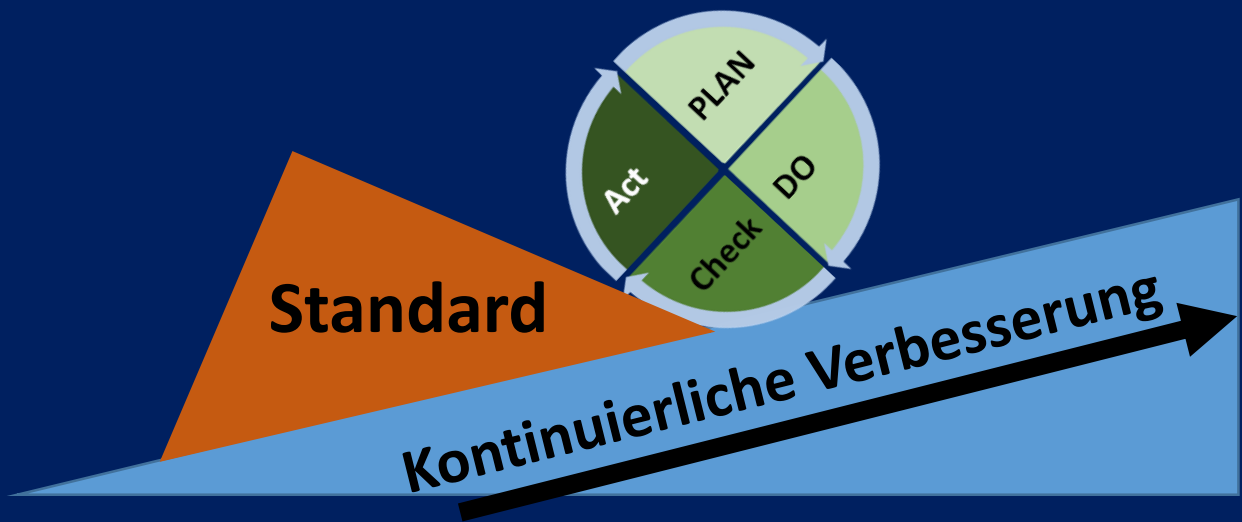 PLAN
DO
Check
Act
Standard
Kontinuierliche Verbesserung